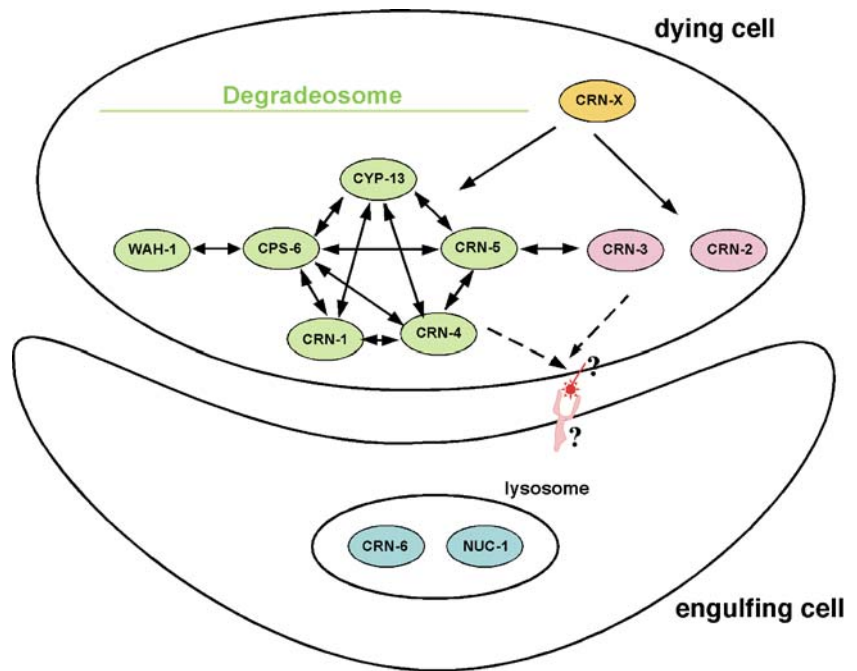 dying cell
Degradeosome
CRN-X
CYP-13
WAH-1
CPS-6
CRN-5
CRN-3
CRN-2
CRN-1
CRN-4
?
?
lysosome
CRN-6
NUC-1
engulfing cell